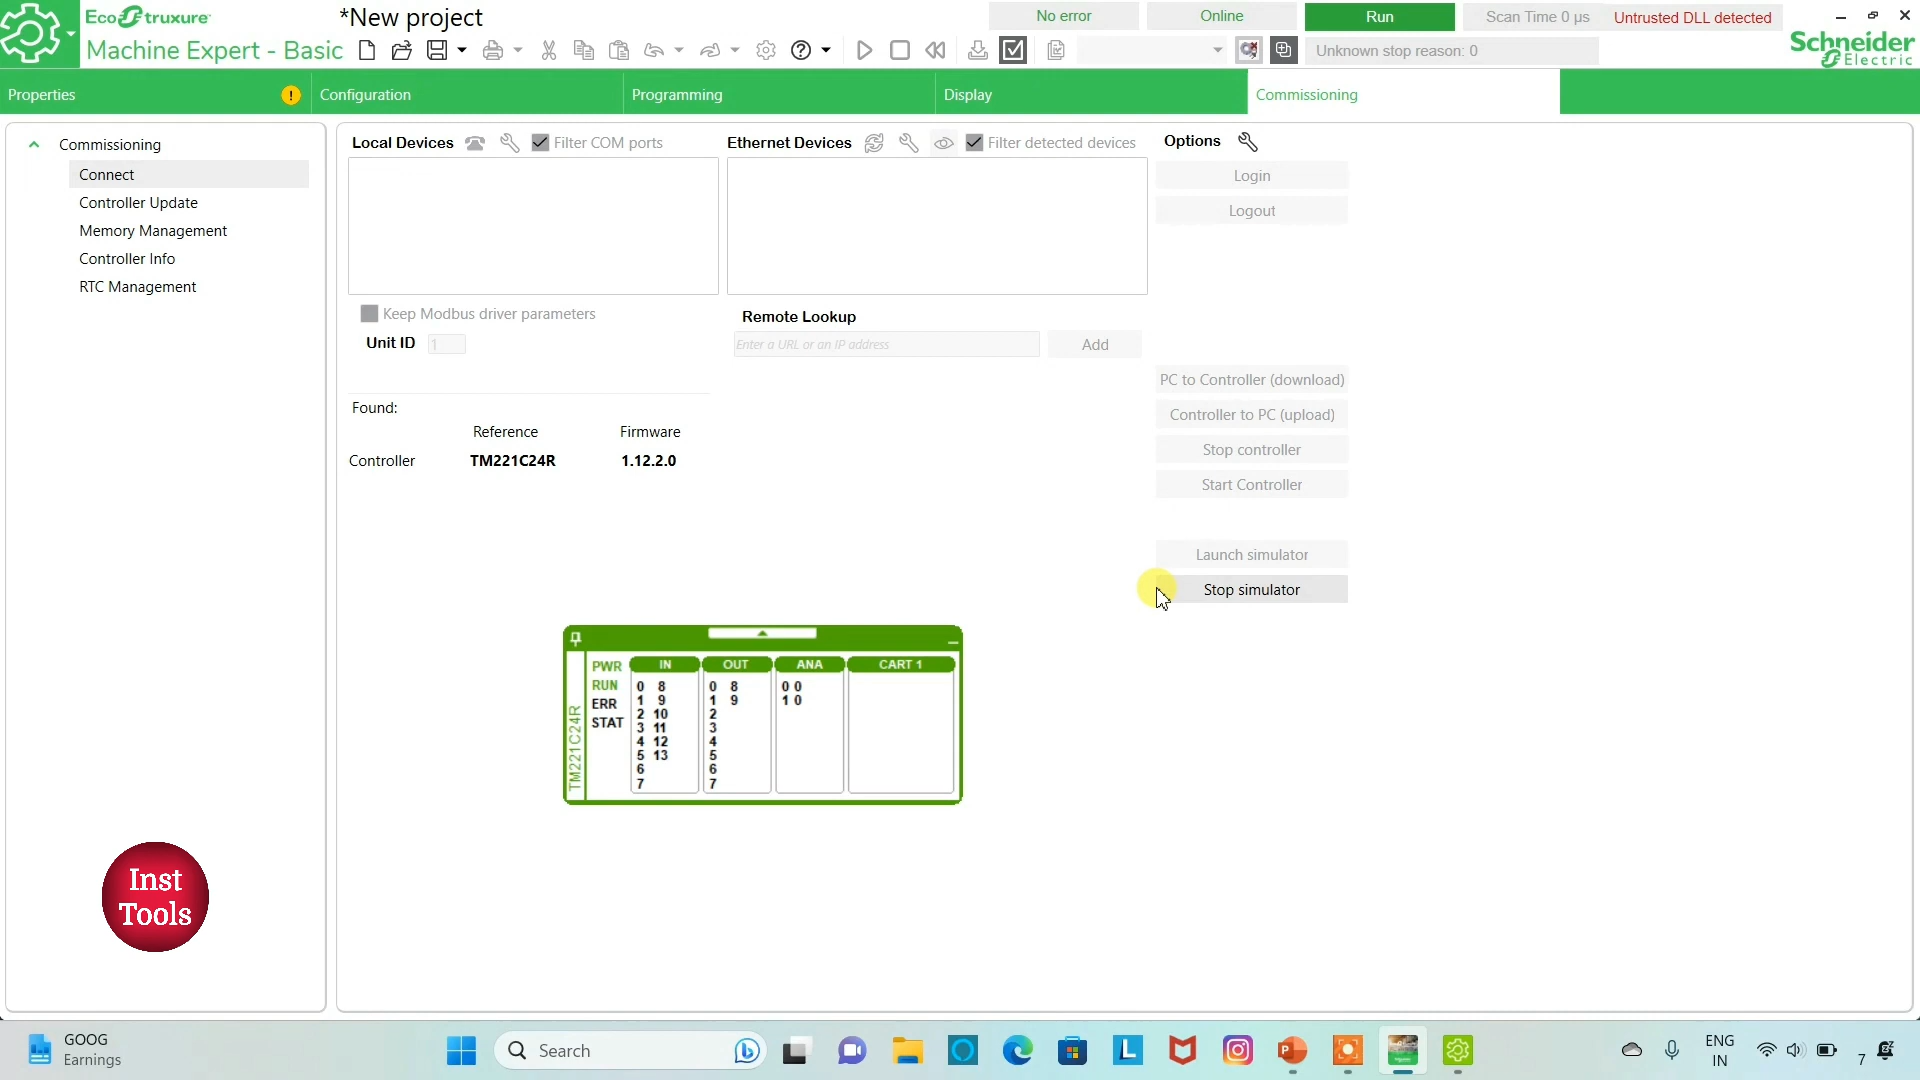 EcoStruxure
Machine Expert - Basic
*New project
No error
Online
Run
Scan Time 0 µs
Untrusted DLL detected
Unknown stop reason: 0
Schneider
Electric
Properties
Configuration
Programming
Display
Commissioning
Commissioning
Connect
Controller Update
Memory Management
Controller Info
RTC Management
Local Devices
Filter COM ports
Ethernet Devices
Filter detected devices
Options
Login
Logout
Keep Modbus driver parameters
Unit ID
1
Remote Lookup
Enter a URL or an IP address
Add
PC to Controller (download)
Controller to PC (upload)
Stop controller
Start Controller
Launch simulator
Stop simulator
Found:
Reference
Firmware
Controller
TM221C24R
1.12.2.0
TM221C24R
PWR
RUN
ERR
STAT
IN
0 8
1 9
2 10
3 11
4 12
5 13
6
7
OUT
0 8
1 9
2
3
4
5
6
7
ANA
0 0
1 0
CART 1
Inst
Tools
GOOG
Earnings
Search
ENG
IN
7